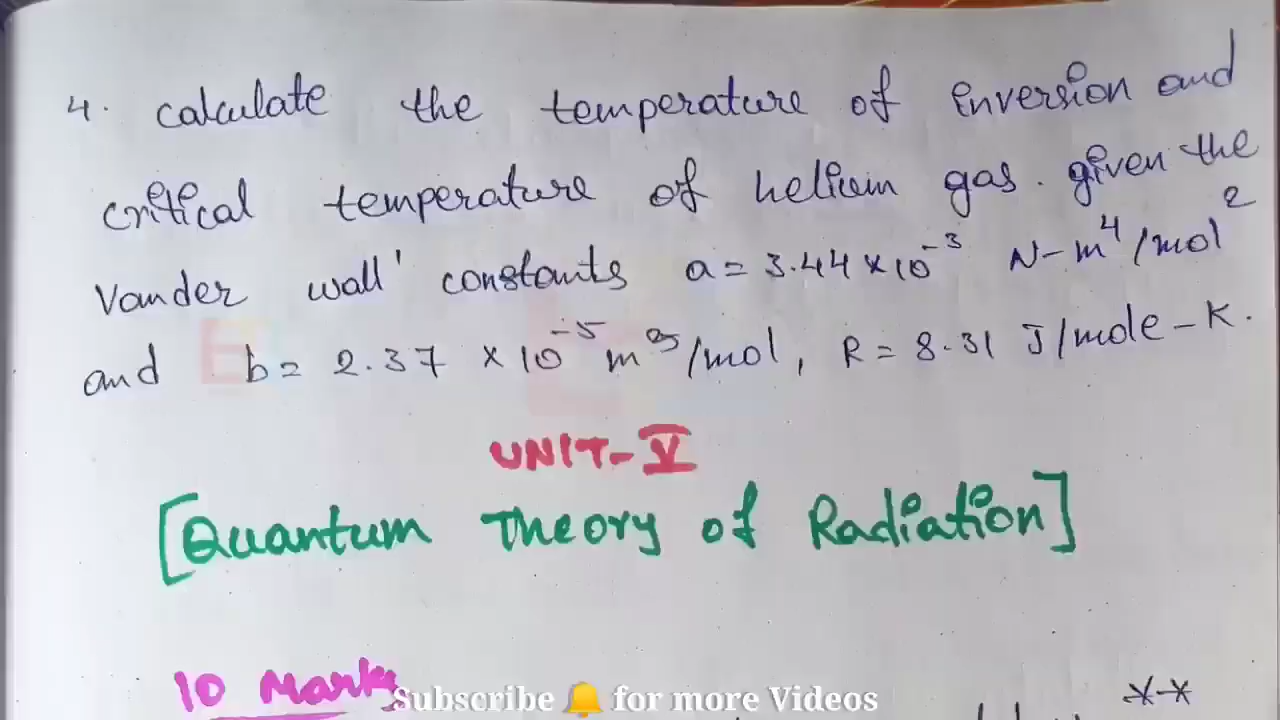 4. calculate the temperature of inversion and
critical temperature of helium gas. given the
Vander wall' constants a = 3.44 × 10⁻³ N-m⁴/mol²
and b = 2.37 × 10⁻⁵ m³/mol, R = 8.31 J/mole-K.
UNIT-V
[Quantum Theory of Radiation]
10 Marks
Subscribe 🔔 for more Videos